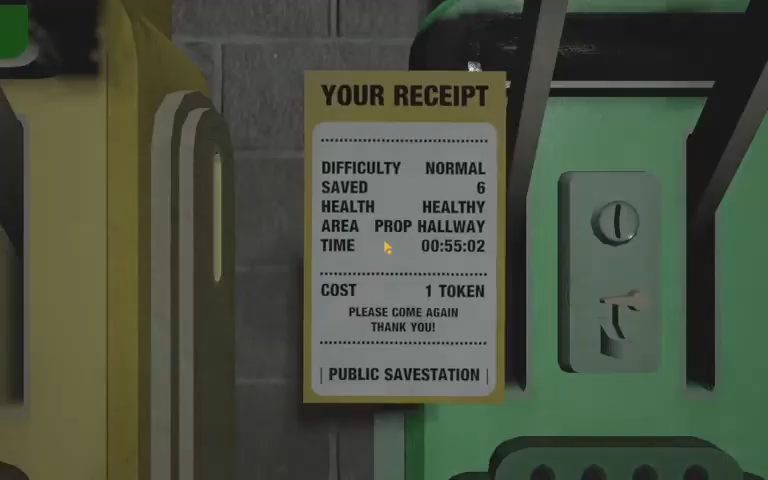 YOUR RECEIPT
DIFFICULTY NORMAL
SAVED 6
HEALTH HEALTHY
AREA PROP HALLWAY
TIME 00:55:02
COST 1 TOKEN
PLEASE COME AGAIN
THANK YOU!
| PUBLIC SAVESTATION |